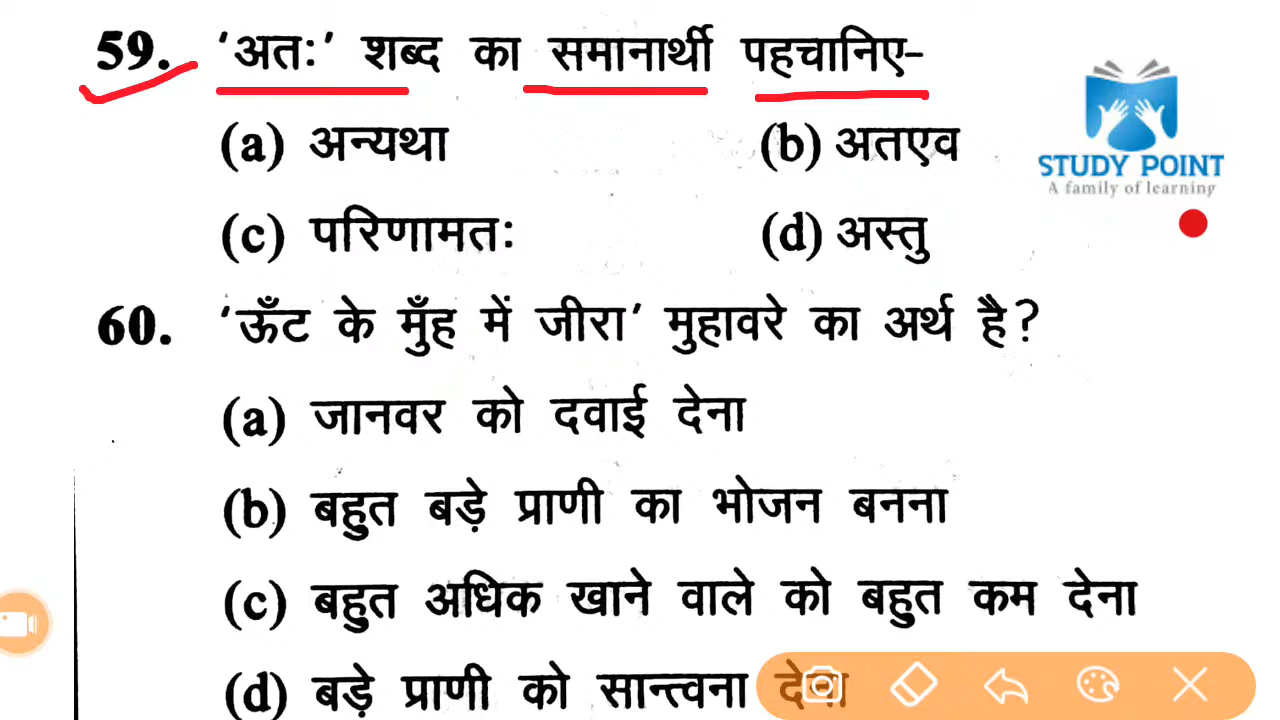 59. 'अतः' शब्द का समानार्थी पहचानिए-
(a) अन्यथा (b) अतएव
(c) परिणामतः (d) अस्तु
STUDY POINT
A family of learning
60. 'ऊँट के मुँह में जीरा' मुहावरे का अर्थ है?
(a) जानवर को दवाई देना
(b) बहुत बड़े प्राणी का भोजन बनना
(c) बहुत अधिक खाने वाले को बहुत कम देना
(d) बड़े प्राणी को सान्त्वना देना